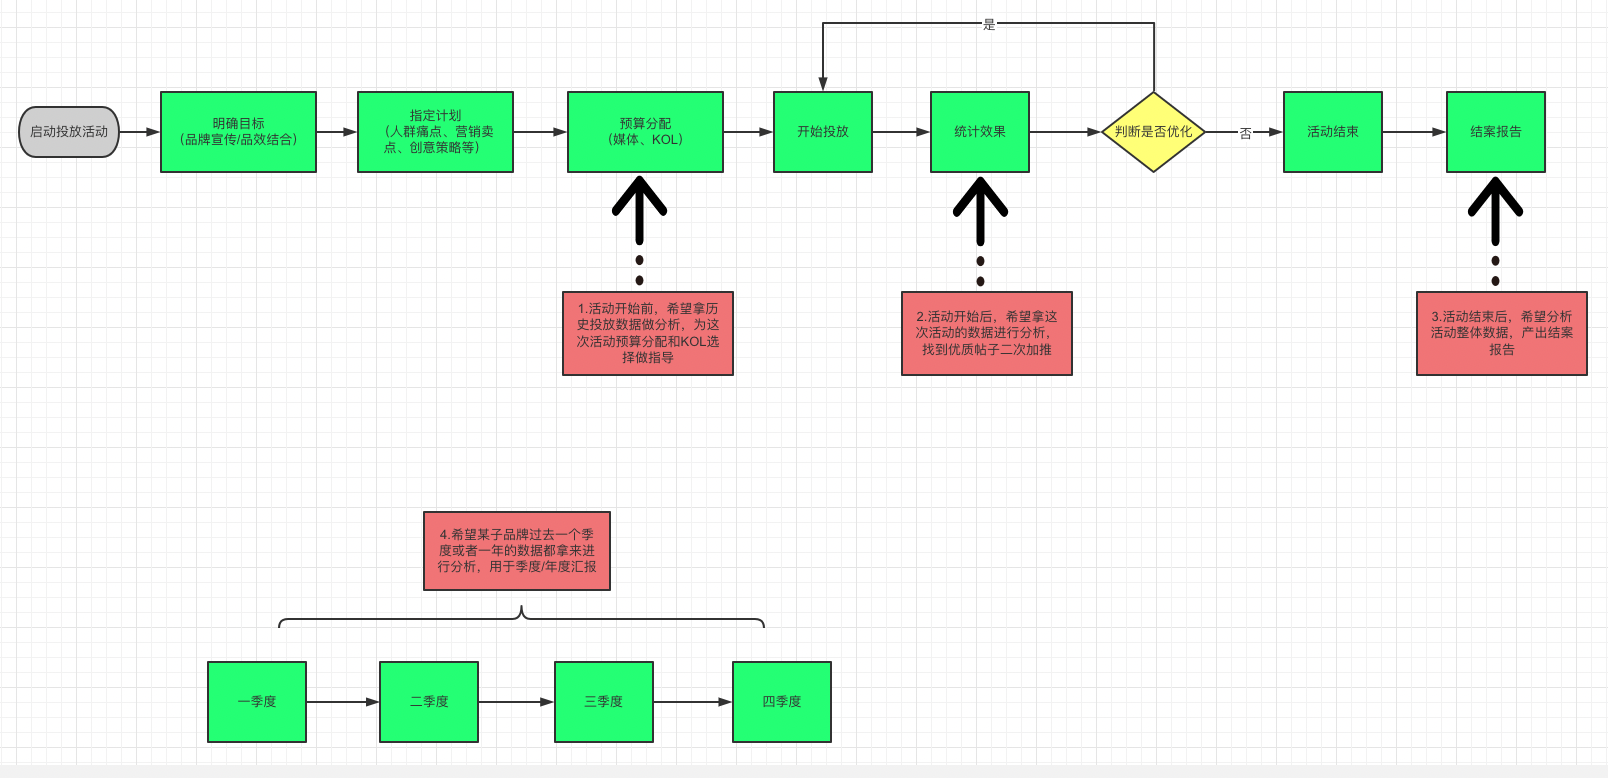 是
启动投放活动
明确目标
（品牌宣传/品效结合）
指定计划
（人群痛点、营销卖
点、创意策略等）
预算分配
（媒体、KOL）
开始投放
统计效果
判断是否优化
否
活动结束
结案报告
1.活动开始前，希望拿历
史投放数据做分析，为这
次活动预算分配和KOL选
择做指导
2.活动开始后，希望拿这
次活动的数据进行分析，
找到优质帖子二次加推
3.活动结束后，希望分析
活动整体数据，产出结案
报告
4.希望某子品牌过去一个季
度或者一年的数据都拿来进
行分析，用于季度/年度汇报
一季度
二季度
三季度
四季度